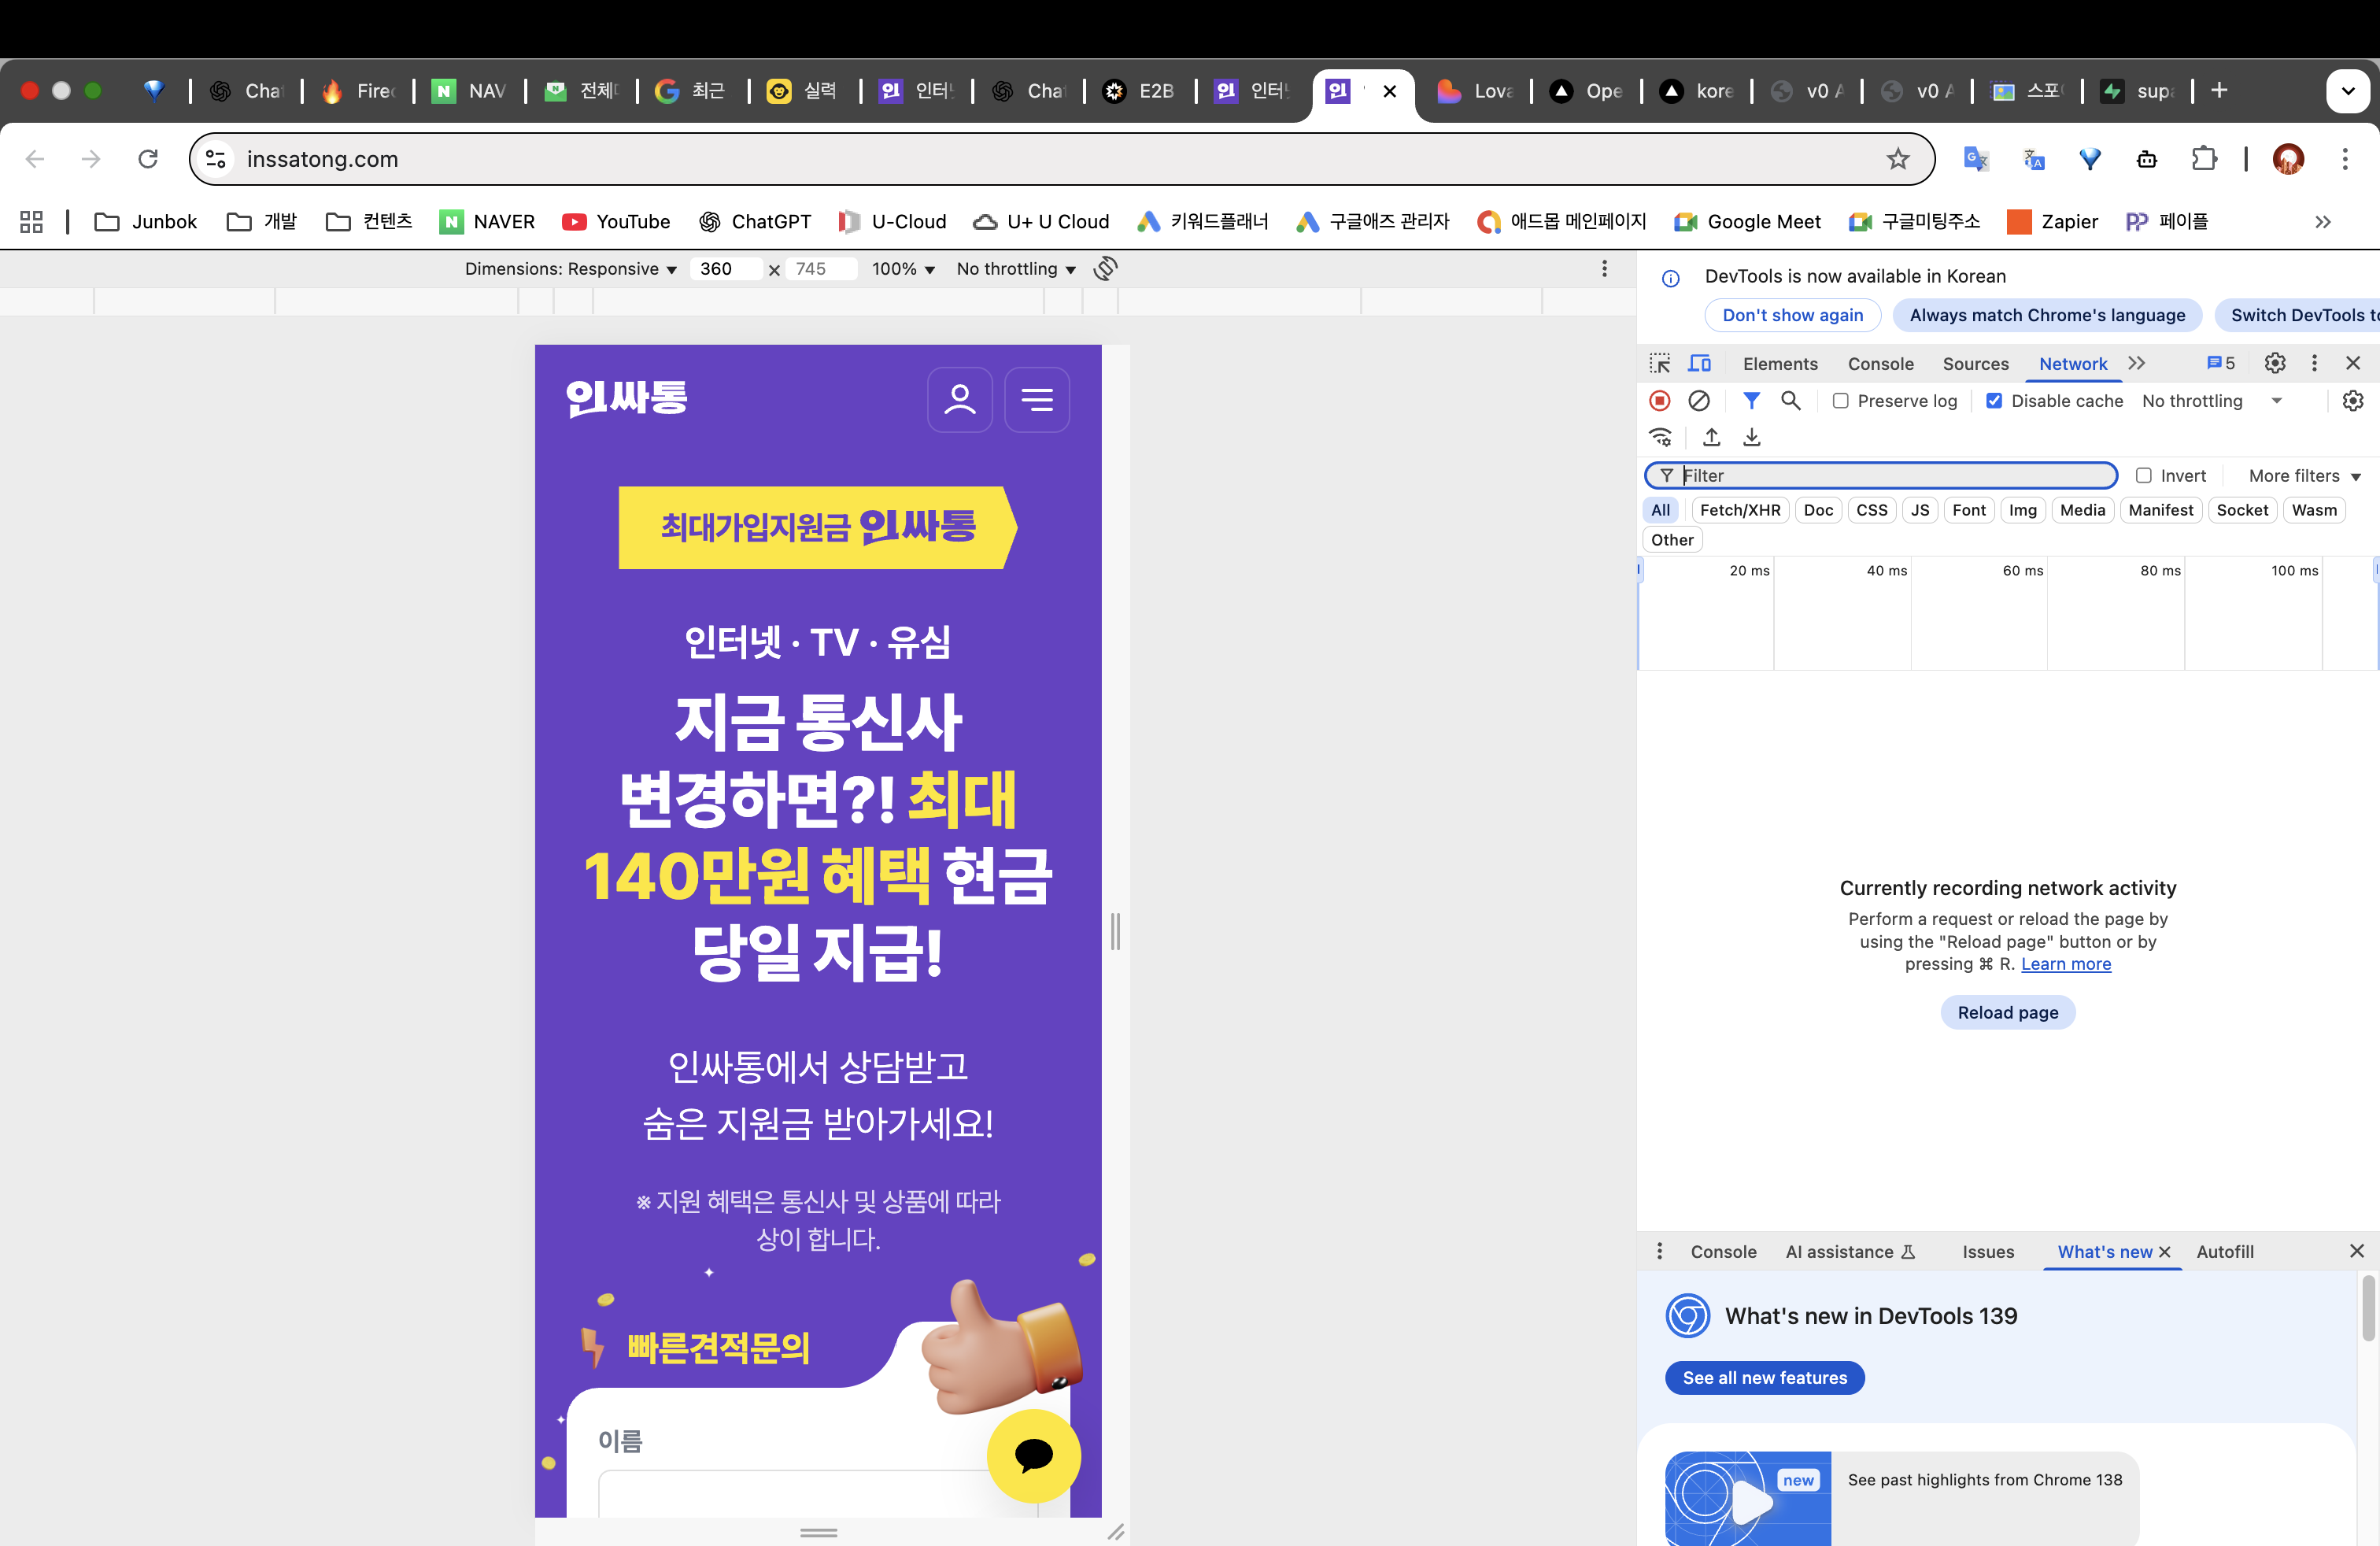 Chat
Fire
NAV
전체
최근
실력
인터
Chat
E2B
인터
Lova
Ope
kore
v0 A
v0 A
스포
supa
inssatong.com
Junbok
개발
컨텐츠
NAVER
YouTube
ChatGPT
U-Cloud
U+ U Cloud
키워드플래너
구글애즈 관리자
애드몹 메인페이지
Google Meet
구글미팅주소
Zapier
페이플
Dimensions: Responsive
360
x
745
100%
No throttling
인싸통
최대가입지원금 인싸통
인터넷 · TV · 유심
지금 통신사
변경하면?! 최대
140만원 혜택 현금
당일 지급!
인싸통에서 상담받고
숨은 지원금 받아가세요!
※ 지원 혜택은 통신사 및 상품에 따라
상이 합니다.
빠른견적문의
이름
DevTools is now available in Korean
Don't show again
Always match Chrome's language
Switch DevTools to
Elements
Console
Sources
Network
5
Preserve log
Disable cache
No throttling
Filter
Invert
More filters
All
Fetch/XHR
Doc
CSS
JS
Font
Img
Media
Manifest
Socket
Wasm
Other
20 ms
40 ms
60 ms
80 ms
100 ms
Currently recording network activity
Perform a request or reload the page by
using the "Reload page" button or by
pressing ⌘ R. Learn more
Reload page
Console
AI assistance
Issues
What's new
Autofill
What's new in DevTools 139
See all new features
new
See past highlights from Chrome 138